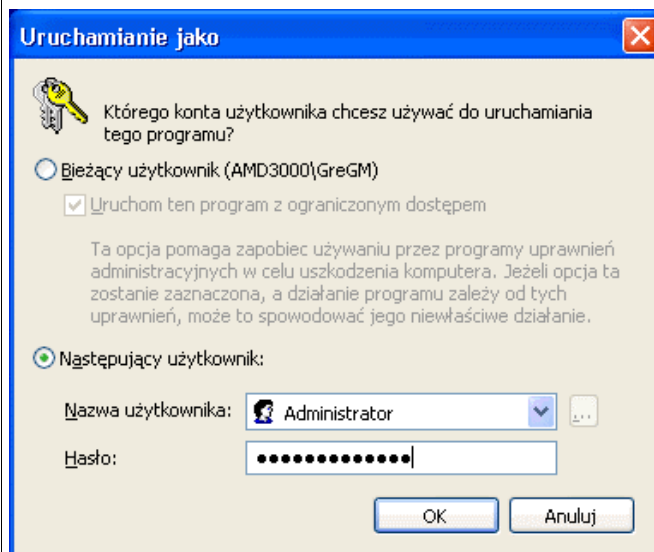 Uruchamianie jako
Którego konta użytkownika chcesz używać do uruchamiania
tego programu?
Bieżący użytkownik (AMD3000\GreGM)
Uruchom ten program z ograniczonym dostępem
Ta opcja pomaga zapobiec używaniu przez programy uprawnień
administracyjnych w celu uszkodzenia komputera. Jeżeli opcja ta
zostanie zaznaczona, a działanie programu zależy od tych
uprawnień, może to spowodować jego niewłaściwe działanie.
Następujący użytkownik:
Nazwa użytkownika: Administrator ...
Hasło: •••••••••••••
OK Anuluj